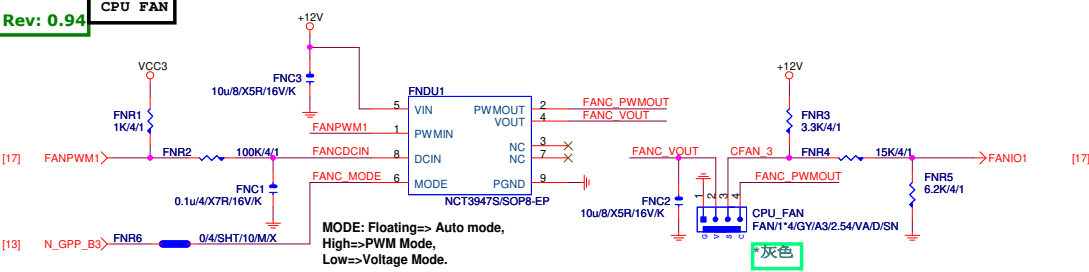 Rev: 0.94
CPU FAN
+12V
VCC3
FNC3
10u/8/X5R/16V/K
FNR1
1K/4/1
FNDU1
5 VIN
1 PWMIN
8 DCIN
6 MODE
PWMOUT 2
VOUT 4
NC 3
NC 7
PGND 9
NCT3947S/SOP8-EP
FANC_PWMOUT
FANC_VOUT
FANPWM1
[17] FANPWM1
FNR2 100K/4/1
FANCDCIN
FANC_MODE
FNC1
0.1u/4/X7R/16V/K
[13] N_GPP_B3
FNR6 0/4/SHT/10/M/X
MODE: Floating=> Auto mode,
High=>PWM Mode,
Low=>Voltage Mode.
+12V
FNR3
3.3K/4/1
FANC_VOUT
CFAN_3
FNR4 15K/4/1
FANIO1 [17]
FANC_PWMOUT
FNR5
6.2K/4/1
FNC2
10u/8/X5R/16V/K
1 2 3 4
G V S C
CPU_FAN
FAN/1*4/GY/A3/2.54/VA/D/SN
*灰色